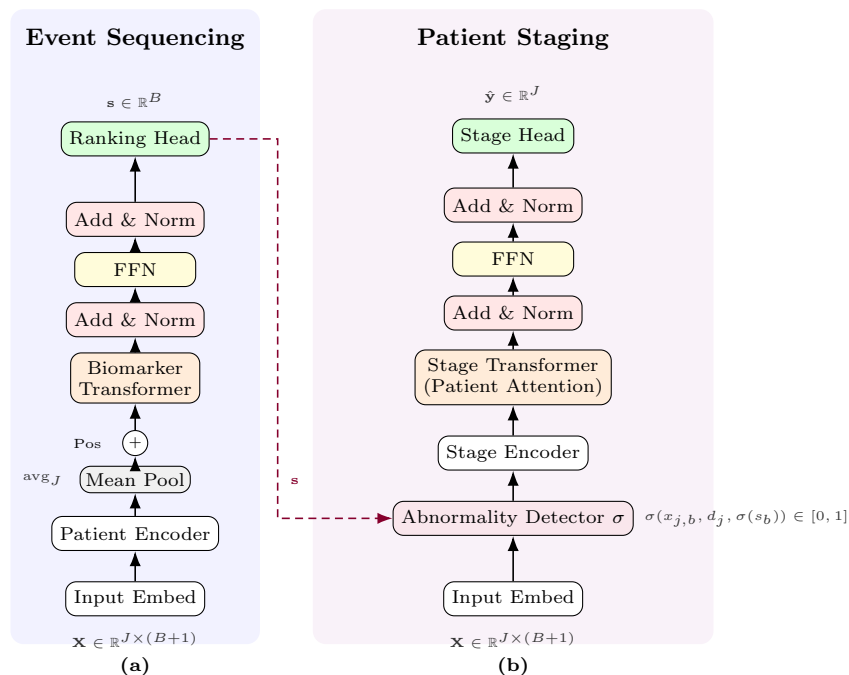 Event Sequencing
s ∈ ℝ^B
Ranking Head
Add & Norm
FFN
Add & Norm
Biomarker
Transformer
Pos
+
avg_J
Mean Pool
Patient Encoder
Input Embed
X ∈ ℝ^{J×(B+1)}
(a)
s
Patient Staging
ŷ ∈ ℝ^J
Stage Head
Add & Norm
FFN
Add & Norm
Stage Transformer
(Patient Attention)
Stage Encoder
Abnormality Detector σ
σ(x_{j,b}, d_j, σ(s_b)) ∈ [0, 1]
Input Embed
X ∈ ℝ^{J×(B+1)}
(b)